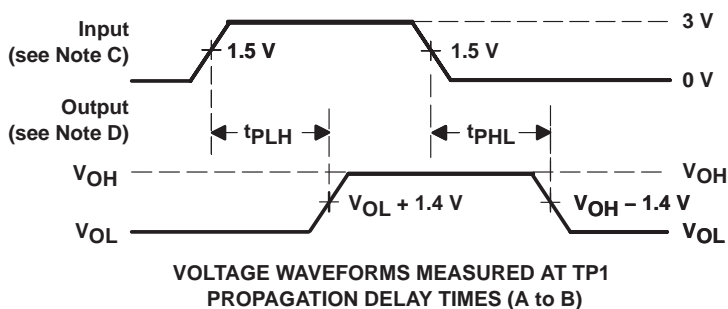 Input
(see Note C)
1.5 V
1.5 V
3 V
0 V
Output
(see Note D)
tPLH
tPHL
VOH
VOL
VOL + 1.4 V
VOH – 1.4 V
VOH
VOL
VOLTAGE WAVEFORMS MEASURED AT TP1
PROPAGATION DELAY TIMES (A to B)